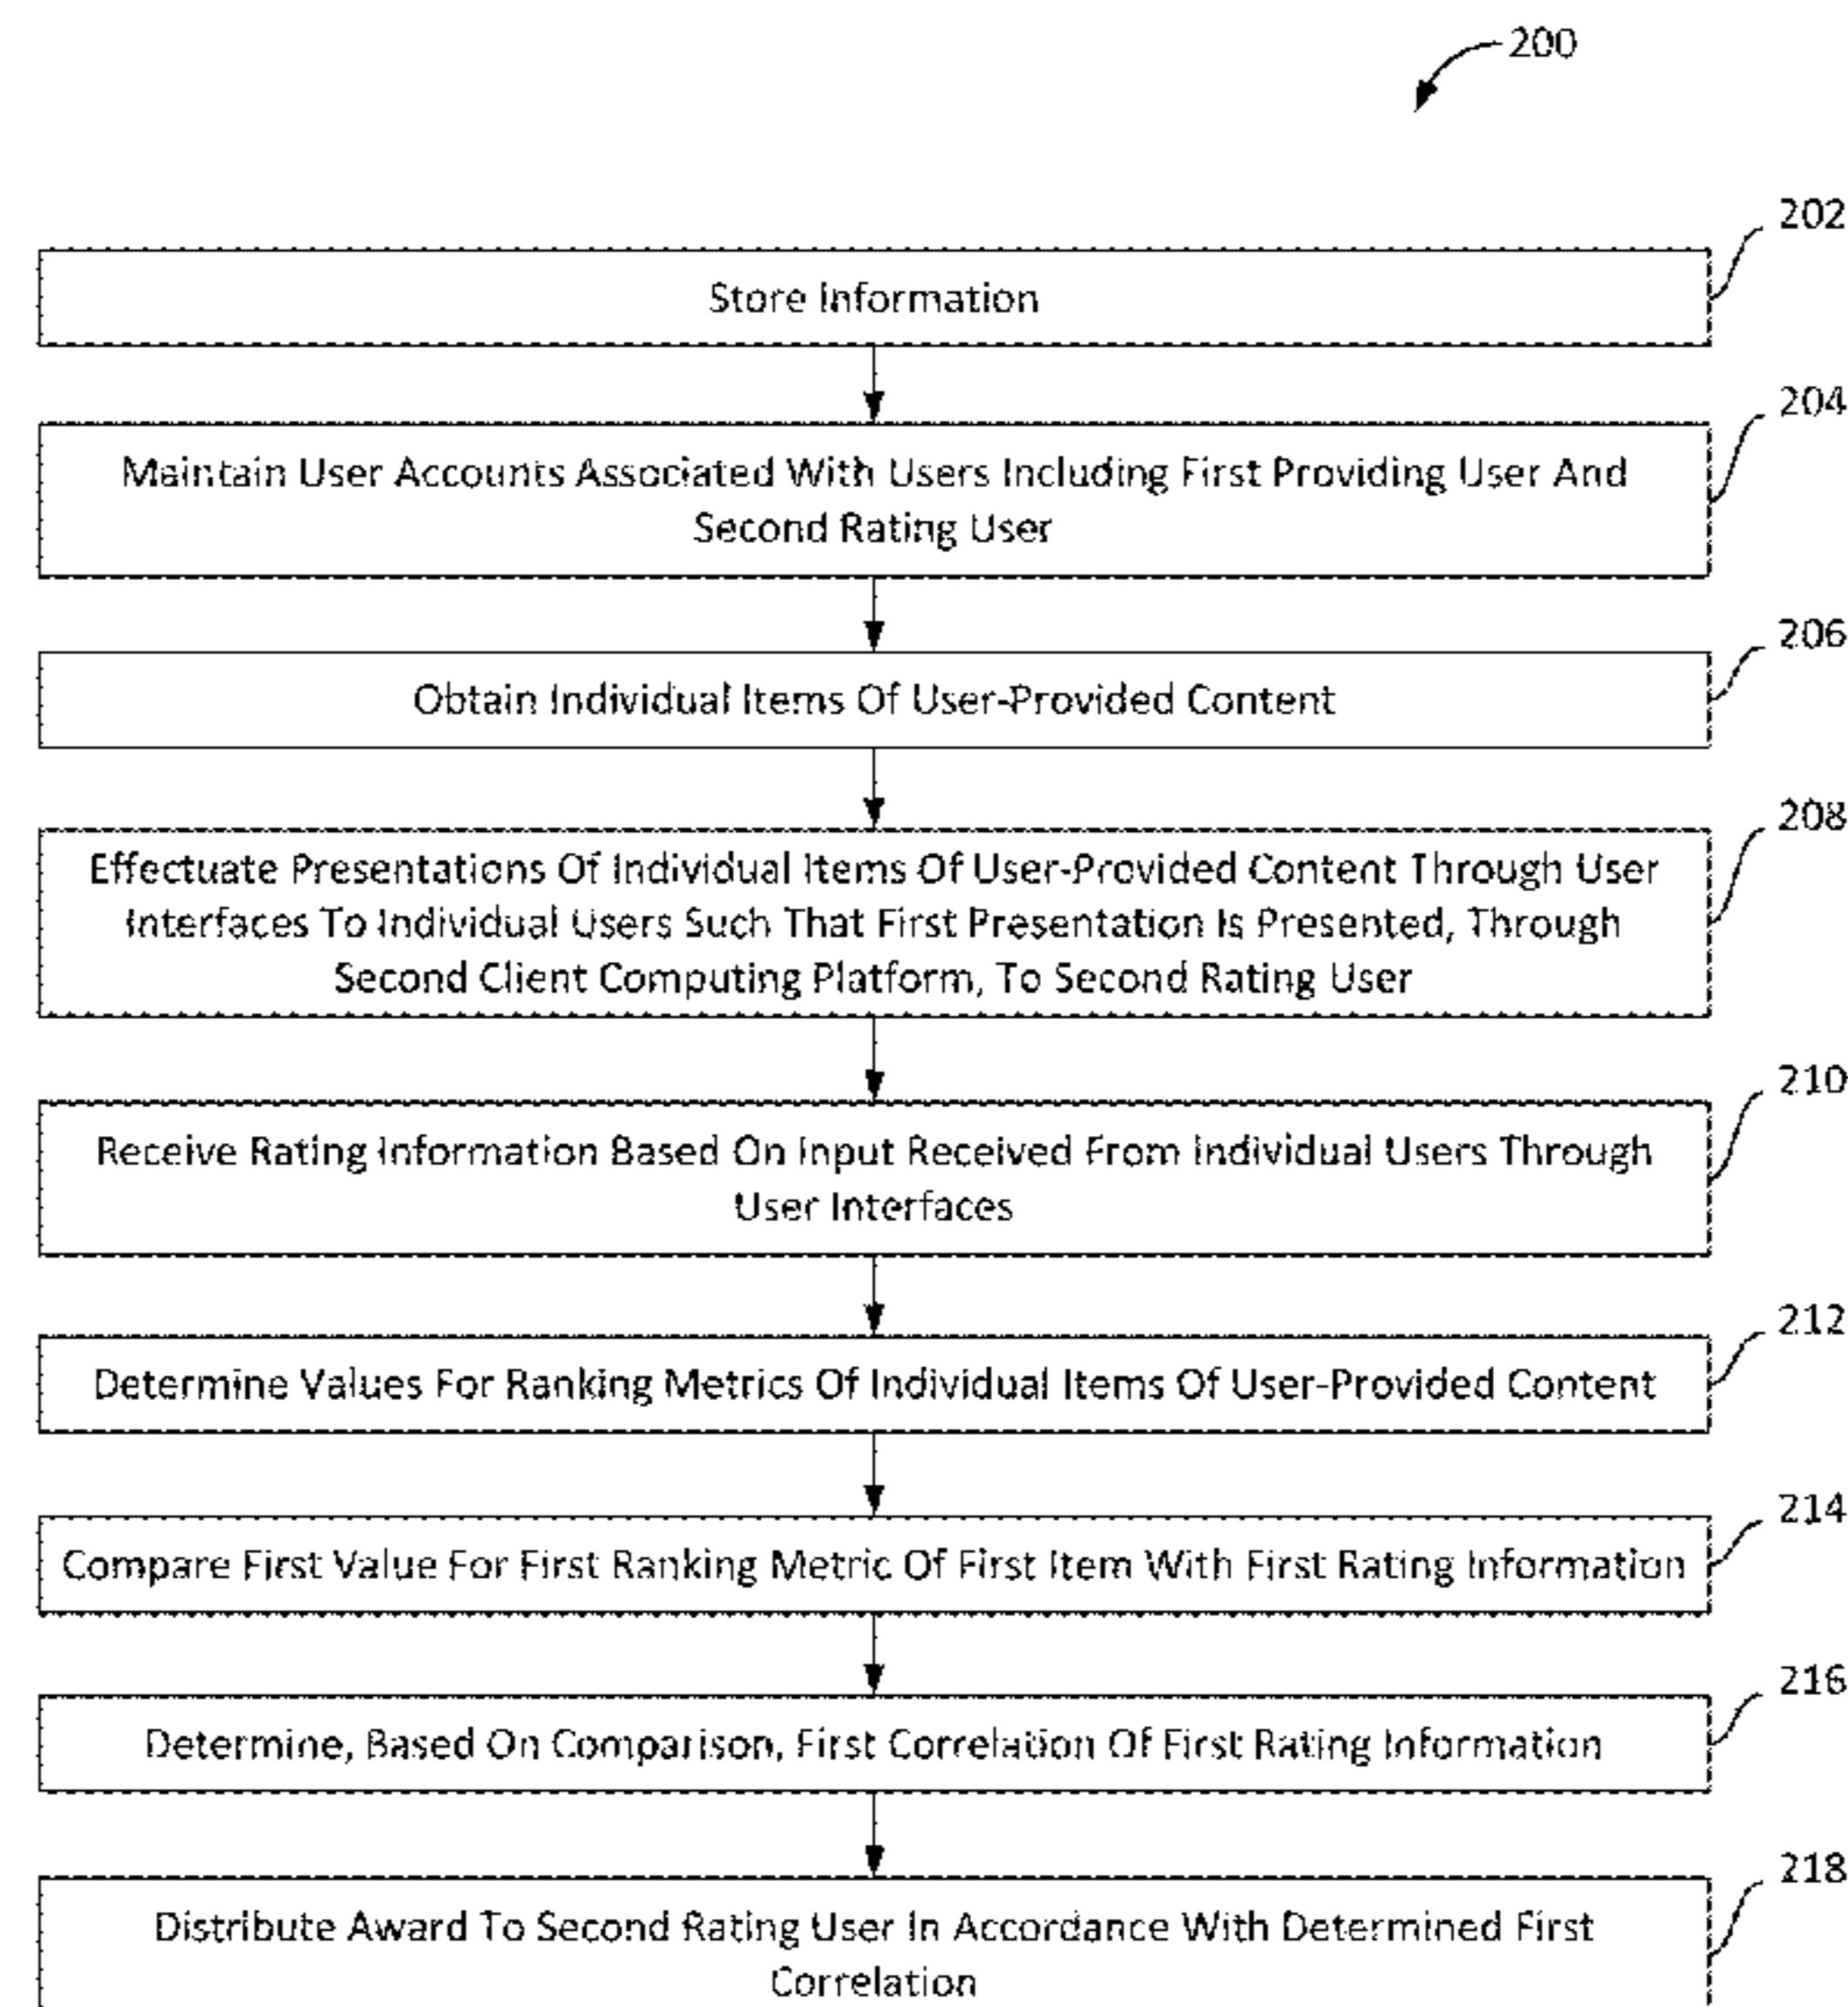 200
202
Store Information
204
Maintain User Accounts Associated With Users Including First Providing User And
Second Rating User
206
Obtain Individual Items Of User-Provided Content
208
Effectuate Presentations Of Individual Items Of User-Provided Content Through User
Interfaces To Individual Users Such That First Presentation Is Presented, Through
Second Client Computing Platform, To Second Rating User
210
Receive Rating Information Based On Input Received From Individual Users Through
User Interfaces
212
Determine Values For Ranking Metrics Of Individual Items Of User-Provided Content
214
Compare First Value For First Ranking Metric Of First Item With First Rating Information
216
Determine, Based On Comparison, First Correlation Of First Rating Information
218
Distribute Award To Second Rating User In Accordance With Determined First
Correlation